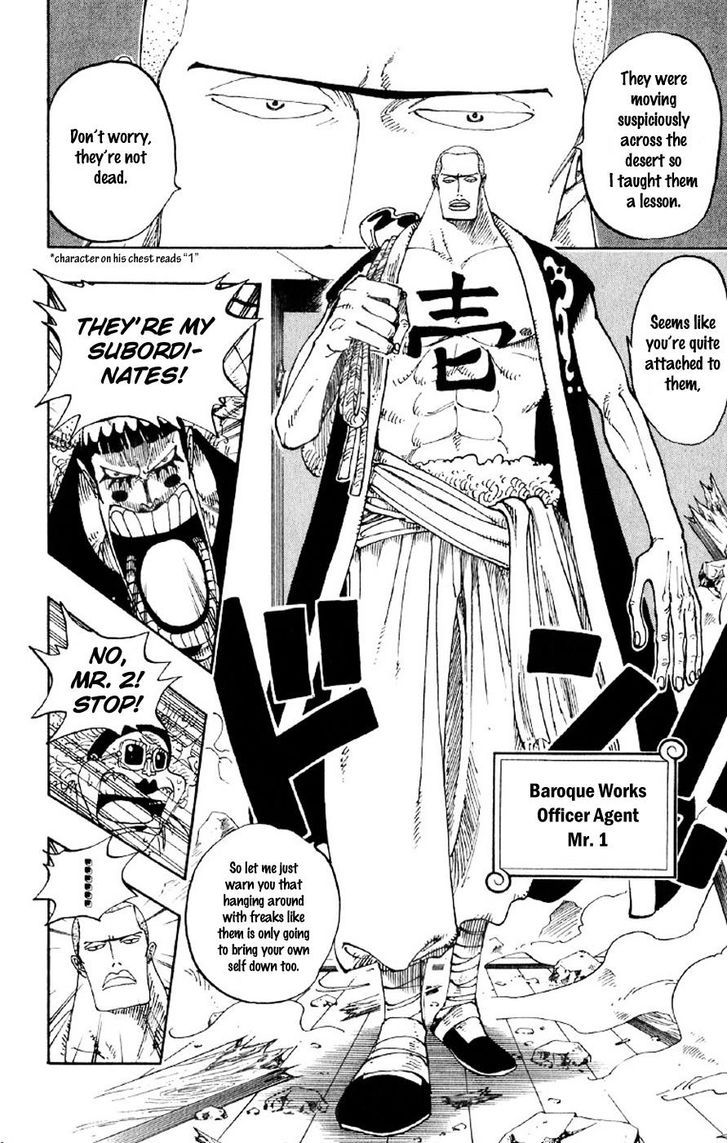 They were
moving
suspiciously
across the
desert so
I taught them
a lesson.
Don't worry,
they're not
dead.
*character on his chest reads "1"
壱
Seems like
you're quite
attached to
them,
THEY'RE MY
SUBORDI-
NATES!
NO,
MR. 2!
STOP!
ドン
Baroque Works
Officer Agent
Mr. 1
So let me just
warn you that
hanging around
with freaks like
them is only going
to bring your own
self down too.
!!!!!!